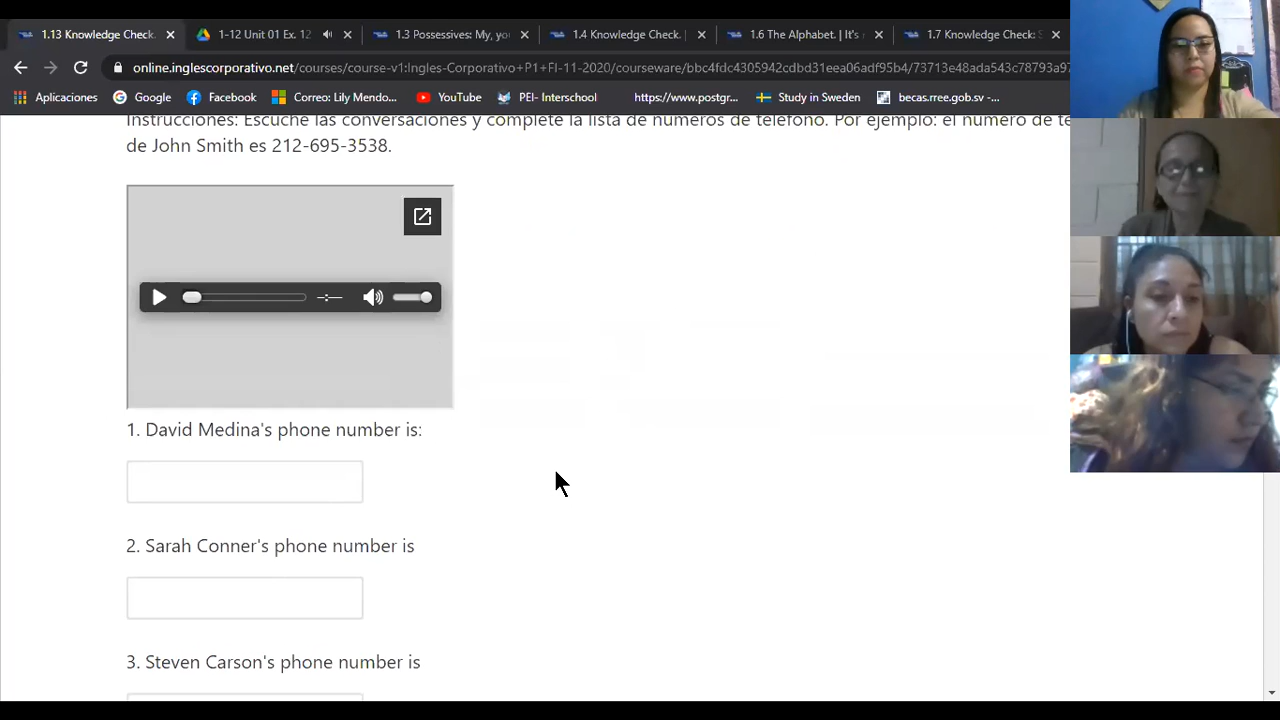 1.13 Knowledge Check.
1-12 Unit 01 Ex. 12
1.3 Possessives: My, yo
1.4 Knowledge Check.
1.6 The Alphabet. | It's
1.7 Knowledge Check: S
online.inglescorporativo.net/courses/course-v1:Ingles-Corpo
-11-2020/courseware/bbc4fdc4305942cbbd31eea06adf95b4/73713e48ada543c78793a97
Aplicaciones
Google
Facebook
Correo: Lily Mendo...
YouTube
PEI- Interschool
https://www.postgr...
Study in Sweden
becas.rree.gob.sv –...
Instrucciones: Escuche las conversaciones y complete la lista de números de teléfono. Por ejemplo: el número de te
de John Smith es 212-695-3538.
-:--
1. David Medina's phone number is:
2. Sarah Conner's phone number is
3. Steven Carson's phone number is